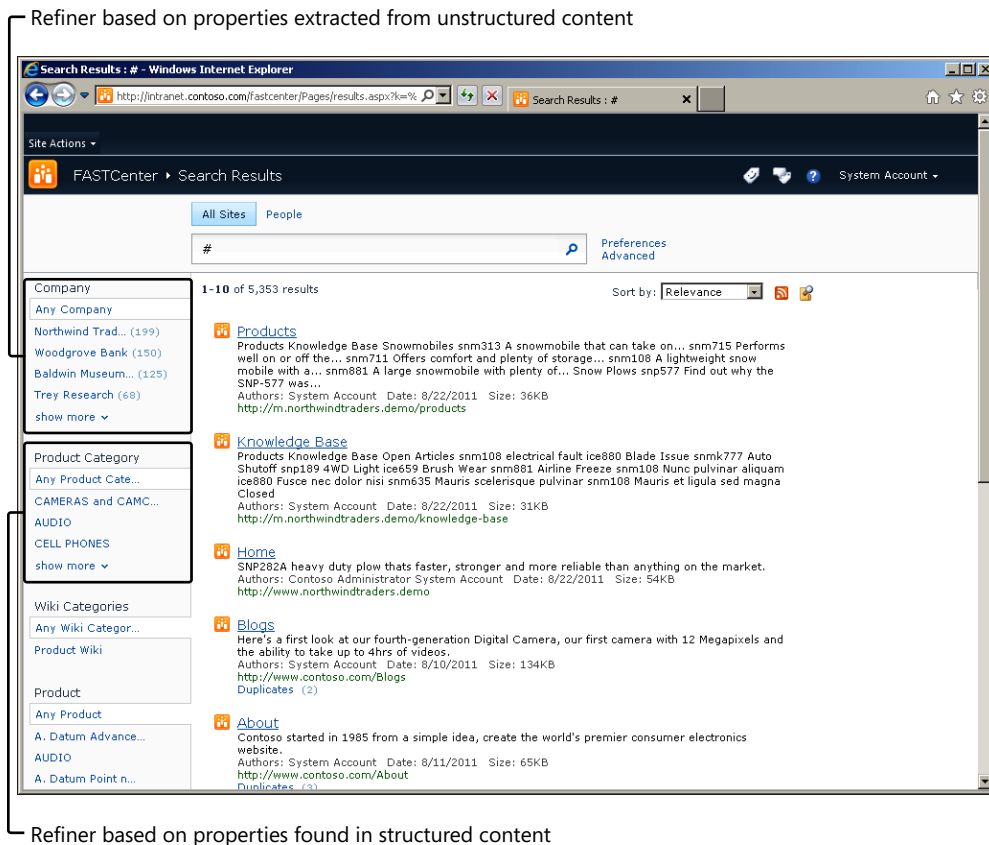 Refiner based on properties extracted from unstructured content
Search Results : # - Windows Internet Explorer
http://intranet.contoso.com/fastcenter/Pages/results.aspx?k=%
Search Results : #
Site Actions
FASTCenter ▸ Search Results
System Account
All Sites People
#
Preferences
Advanced
Company
Any Company
Northwind Trad... (199)
Woodgrove Bank (150)
Baldwin Museum... (125)
Trey Research (68)
show more
Product Category
Any Product Cate...
CAMERAS and CAMC...
AUDIO
CELL PHONES
show more
Wiki Categories
Any Wiki Categor...
Product Wiki
Product
Any Product
A. Datum Advance...
AUDIO
A. Datum Point n...
1-10 of 5,353 results
Sort by: Relevance
Products
Products Knowledge Base Snowmobiles snm313 A snowmobile that can take on... snm715 Performs
well on or off the... snm711 Offers comfort and plenty of storage... snm108 A lightweight snow
mobile with a... snm881 A large snowmobile with plenty of... Snow Plows snp577 Find out why the
SNP-577 was...
Authors: System Account Date: 8/22/2011 Size: 36KB
http://m.northwindtraders.demo/products
Knowledge Base
Products Knowledge Base Open Articles snm108 electrical fault ice880 Blade Issue snmk777 Auto
Shutoff snp189 4WD Light ice659 Brush Wear snm881 Airline Freeze snm108 Nunc pulvinar aliquam
ice880 Fusce nec dolor nisi snm635 Mauris scelerisque pulvinar snm108 Mauris et ligula sed magna
Closed
Authors: System Account Date: 8/22/2011 Size: 31KB
http://m.northwindtraders.demo/knowledge-base
Home
SNP282A heavy duty plow thats faster, stronger and more reliable than anything on the market.
Authors: Contoso Administrator System Account Date: 8/22/2011 Size: 54KB
http://www.northwindtraders.demo
Blogs
Here's a first look at our fourth-generation Digital Camera, our first camera with 12 Megapixels and
the ability to take up to 4hrs of videos.
Authors: System Account Date: 8/10/2011 Size: 134KB
http://www.contoso.com/Blogs
Duplicates (2)
About
Contoso started in 1985 from a simple idea, create the world's premier consumer electronics
website.
Authors: System Account Date: 8/11/2011 Size: 65KB
http://www.contoso.com/About
Duplicates (3)
Refiner based on properties found in structured content